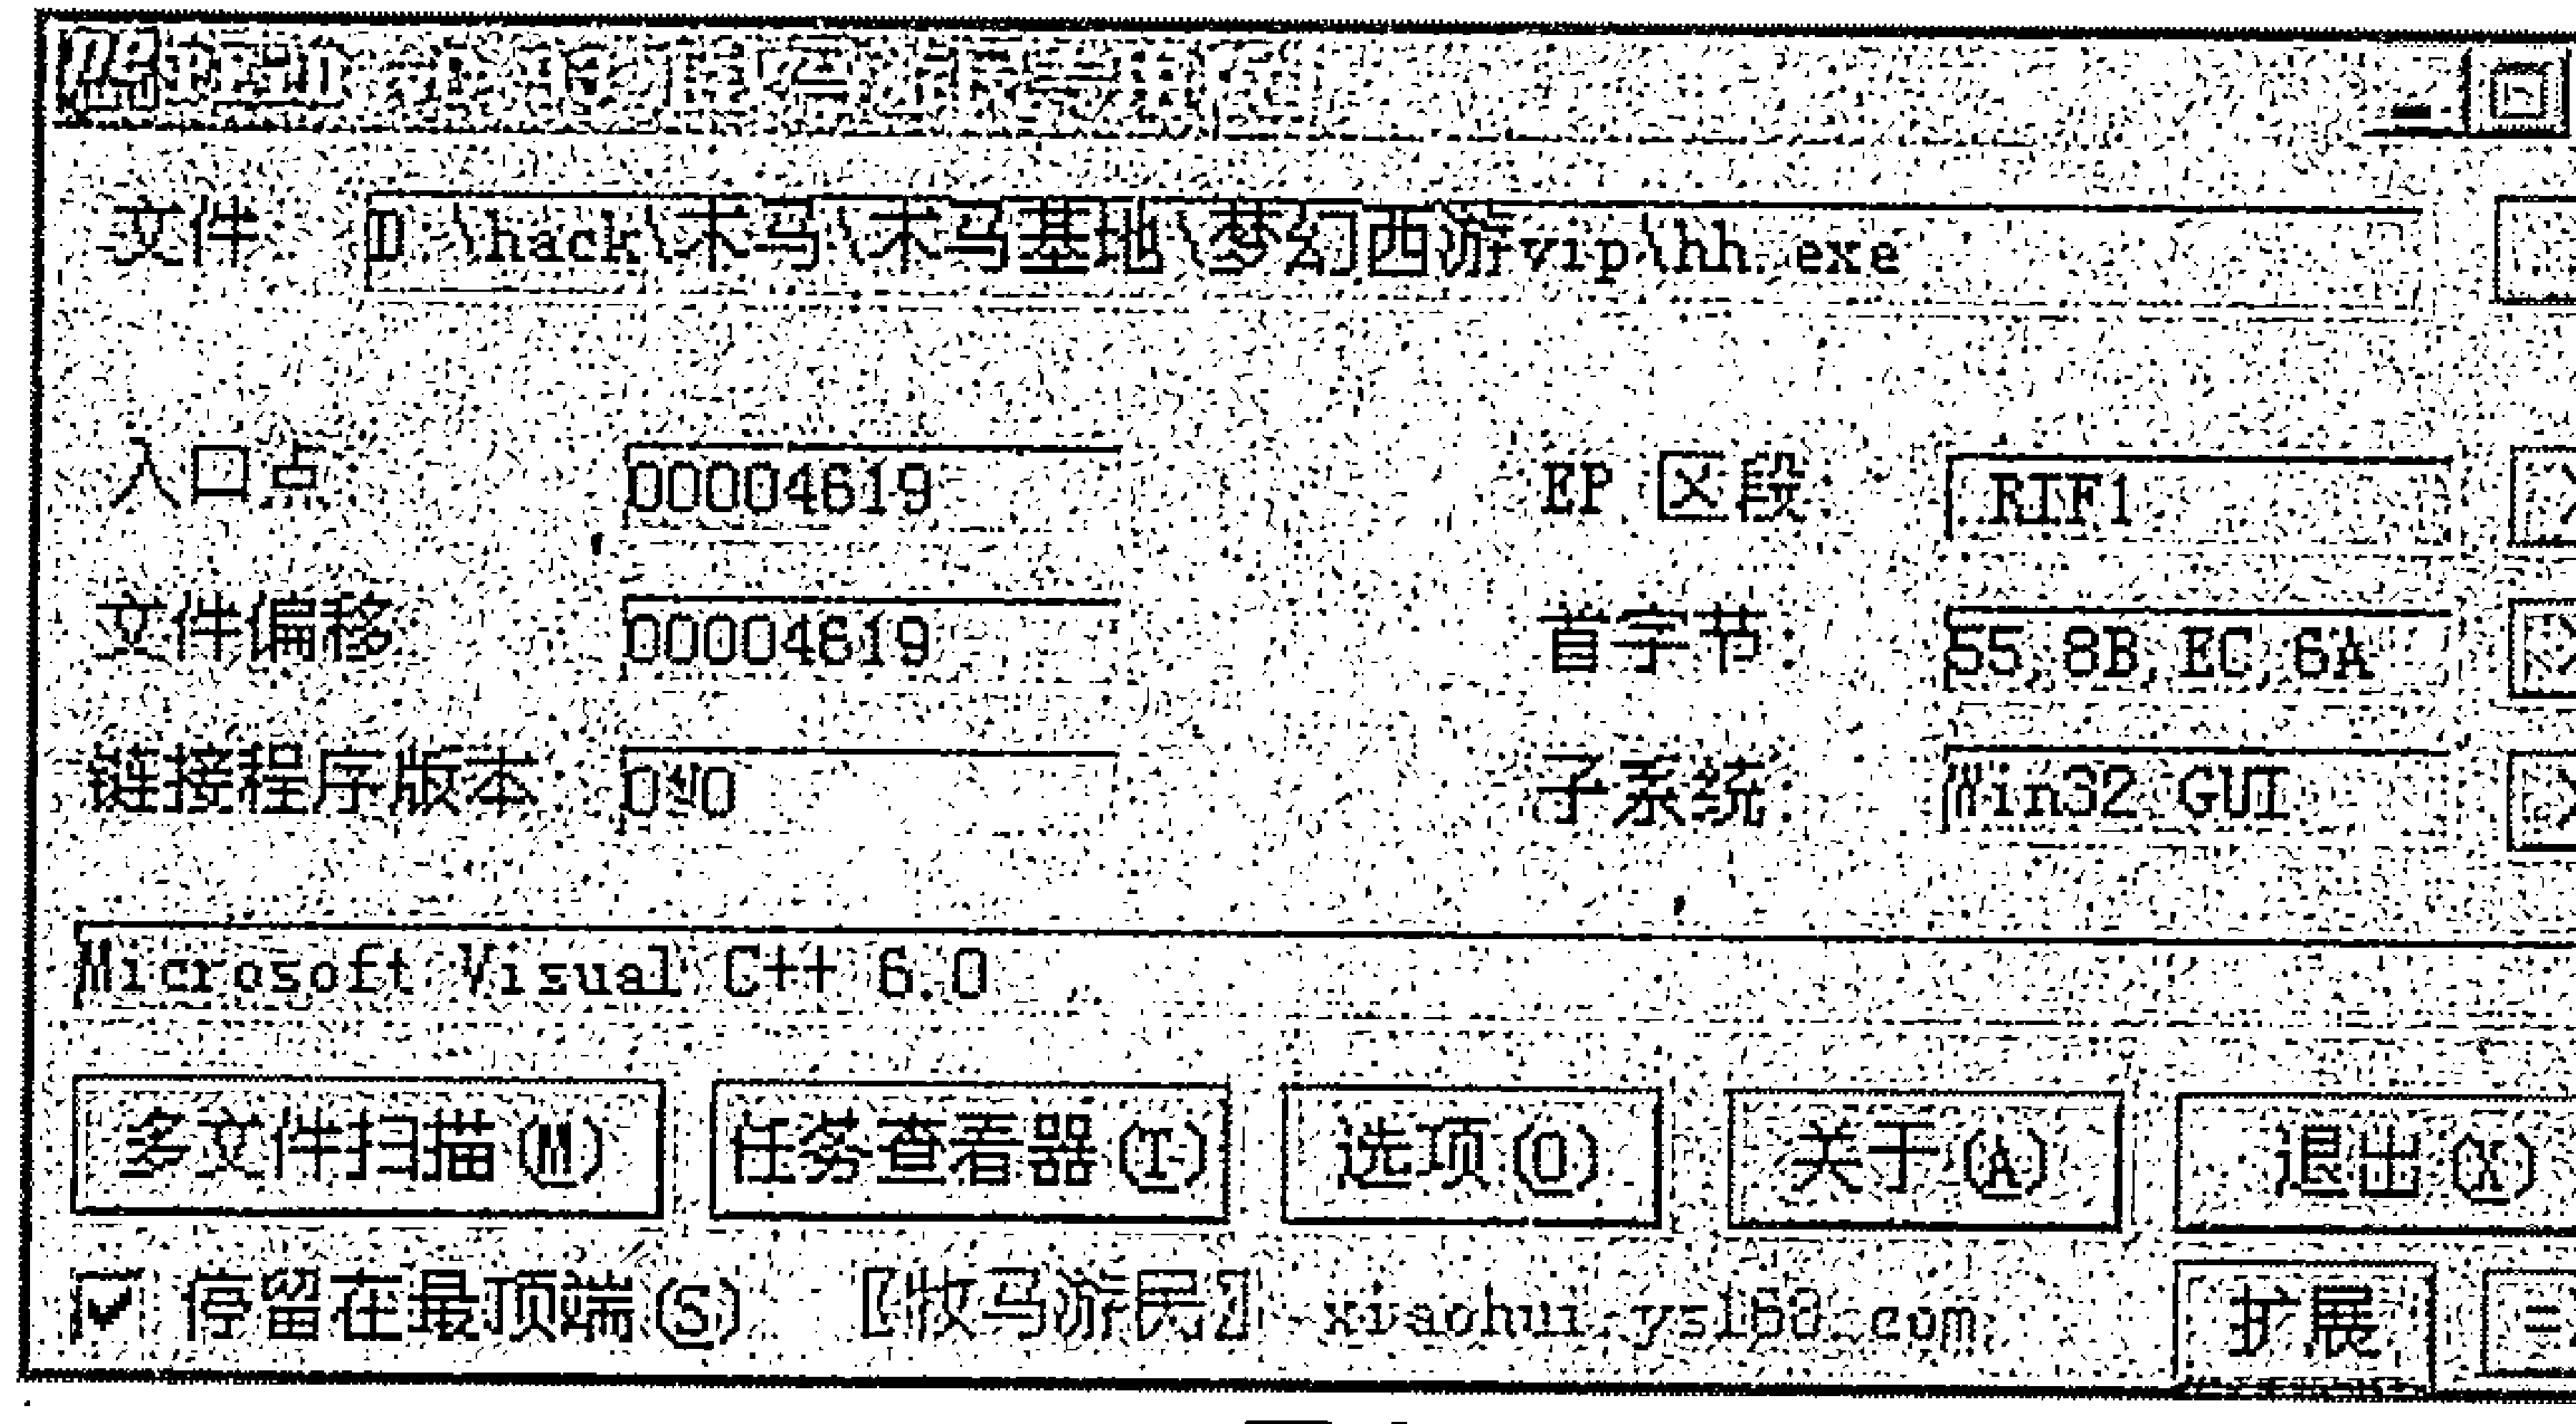 文件 D:\hack\木马\木马基地\梦幻西游vip\hh.exe
入口点: 00004619 EP 区段:
文件偏移: 00004619 首字节: 55,8B,EC,6A
链接程序版本: 子系统: Win32 GUI
Microsoft Visual C++ 6.0
多文件扫描(M) 任务查看器(T) 选项(O) 关于(A) 退出(X)
停留在最顶端(S) 〖牧马游民〗 xiaohui.ys168.com 扩展